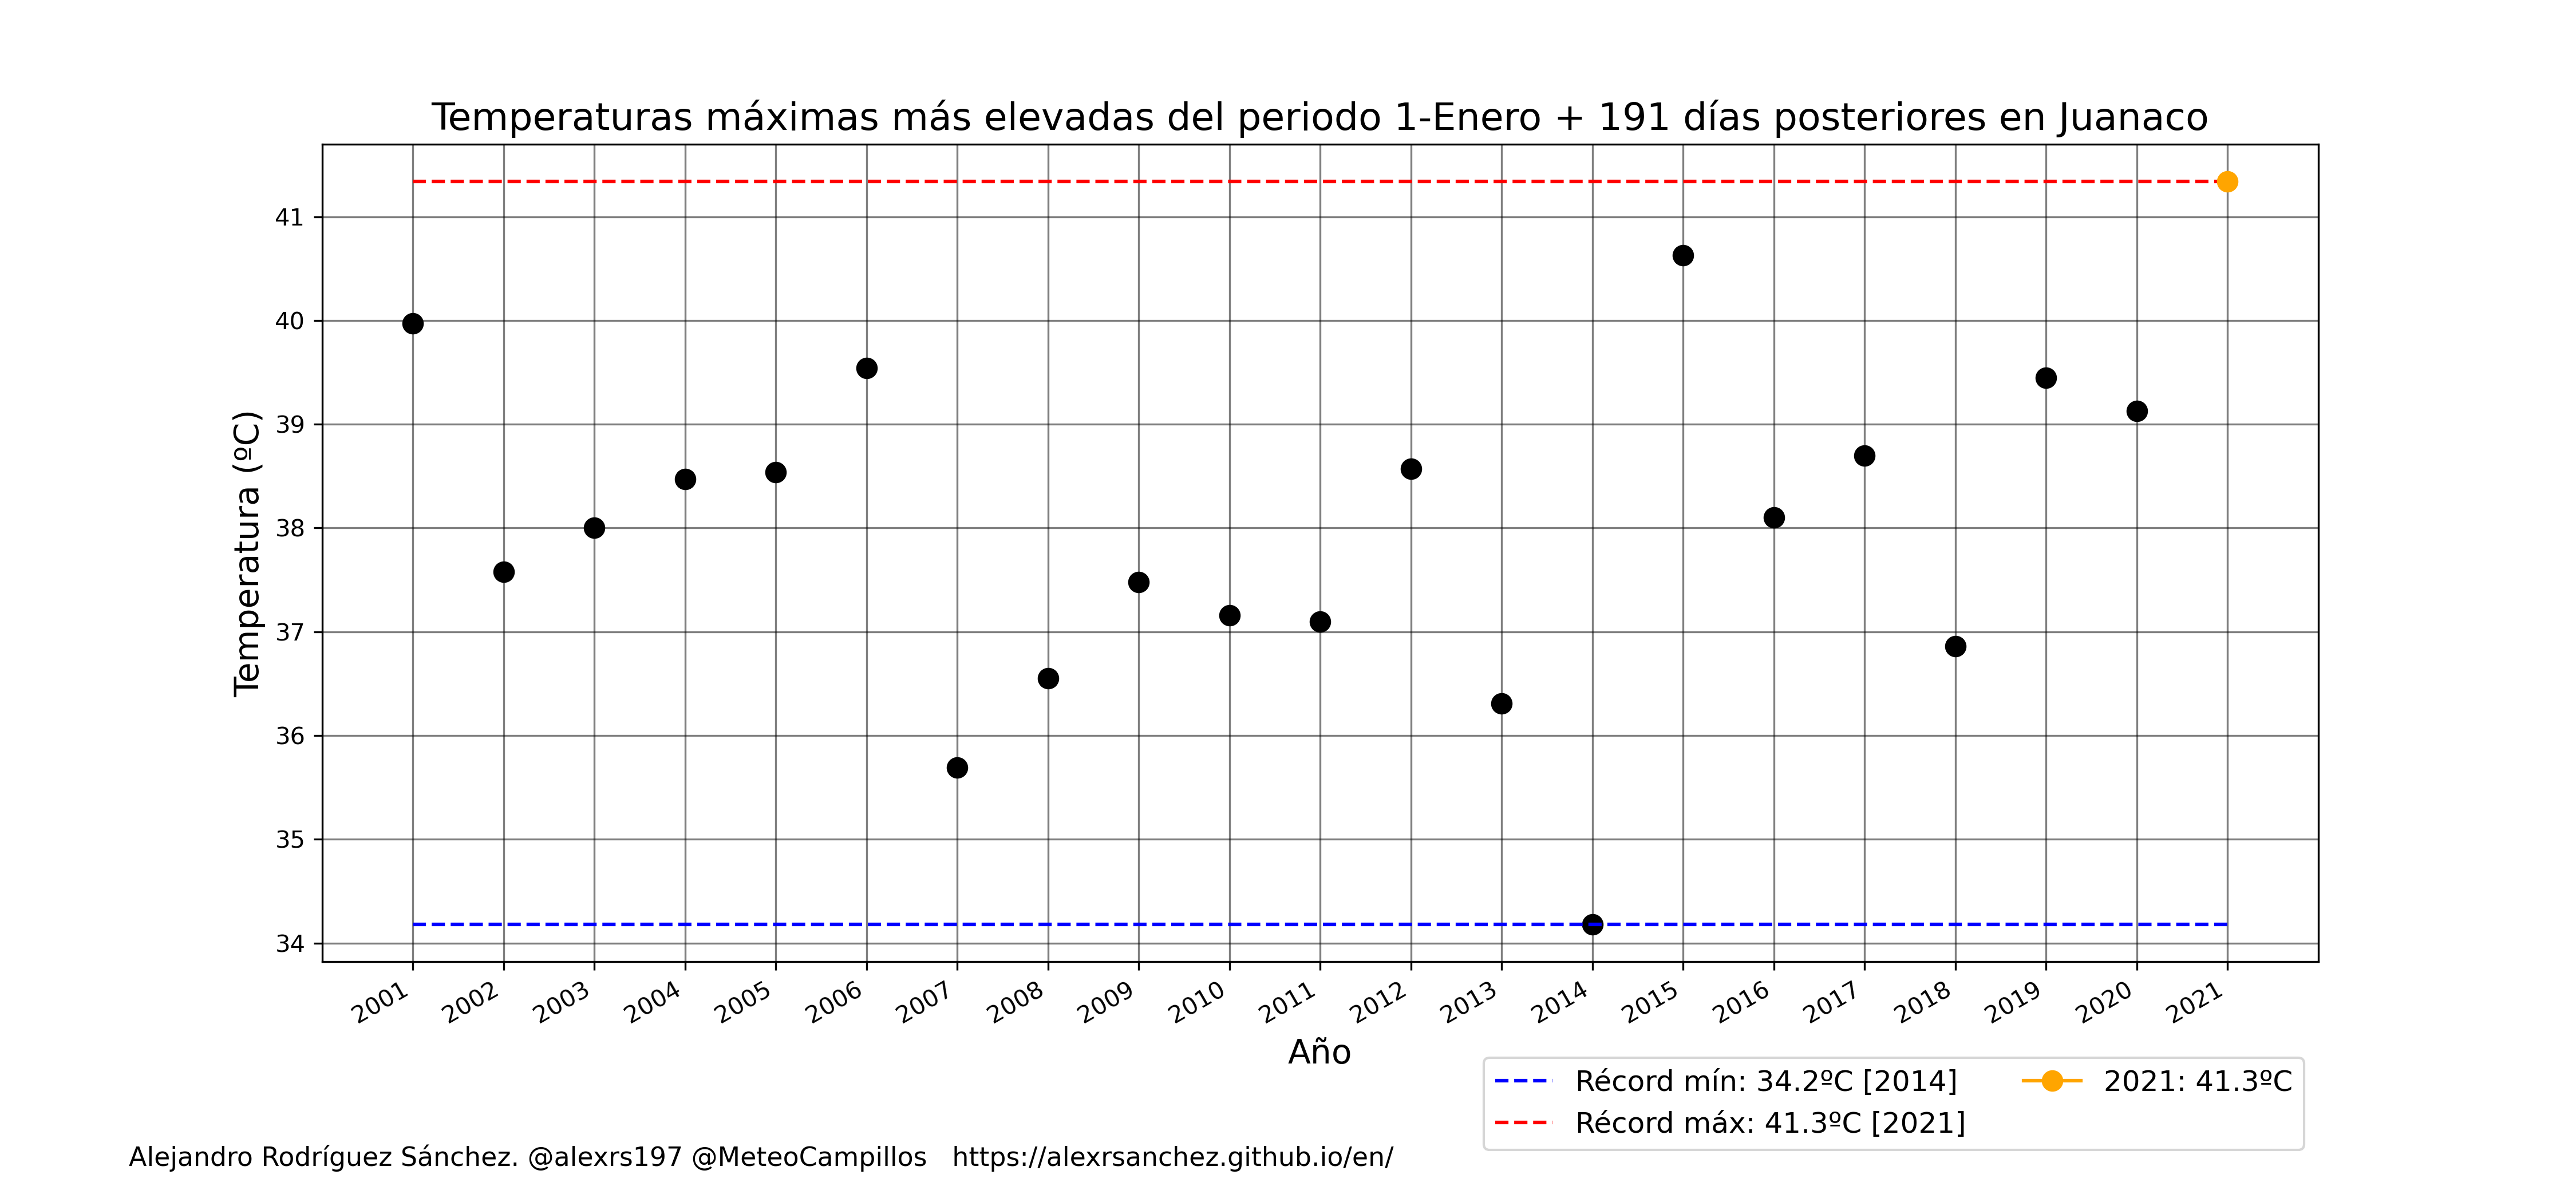 Temperaturas máximas más elevadas del periodo 1-Enero + 191 días posteriores en Juanaco
Temperatura (ºC)
41
40
39
38
37
36
35
34
2001 2002 2003 2004 2005 2006 2007 2008 2009 2010 2011 2012 2013 2014 2015 2016 2017 2018 2019 2020 2021
Año
Récord mín: 34.2ºC [2014] 2021: 41.3ºC
Récord máx: 41.3ºC [2021]
Alejandro Rodríguez Sánchez. @alexrs197 @MeteoCampillos https://alexrsanchez.github.io/en/